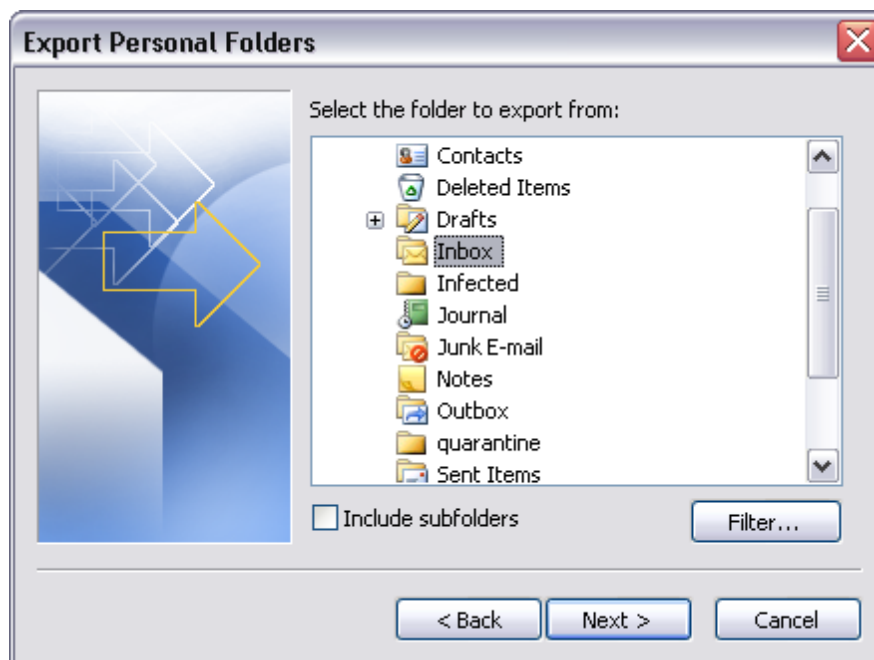 Export Personal Folders
Select the folder to export from:
Contacts
Deleted Items
Drafts
Inbox
Infected
Journal
Junk E-mail
Notes
Outbox
quarantine
Sent Items
Include subfolders
Filter...
< Back
Next >
Cancel